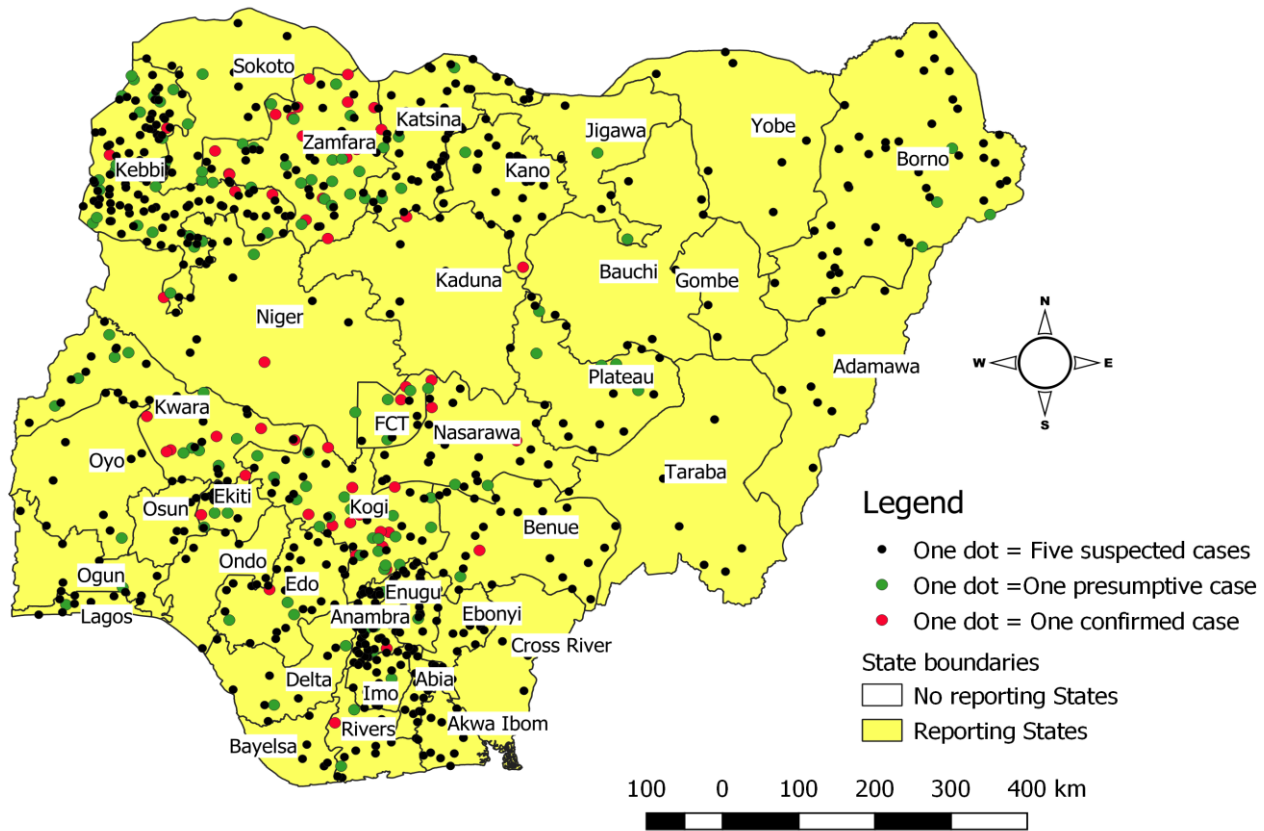 Sokoto
Katsina
Jigawa
Yobe
Zamfara
Kebbi
Kano
Borno
Kaduna
Bauchi
Gombe
Niger
Adamawa
Plateau
Kwara
FCT
Nasarawa
Oyo
Taraba
Ekiti
Osun
Kogi
Benue
Ondo
Edo
Ogun
Enugu
Lagos
Anambra
Ebonyi
Cross River
Delta
Imo
Abia
Rivers
Akwa Ibom
Bayelsa
N
W E
S
Legend
One dot = Five suspected cases
One dot =One presumptive case
One dot = One confirmed case
State boundaries
No reporting States
Reporting States
100 0 100 200 300 400 km